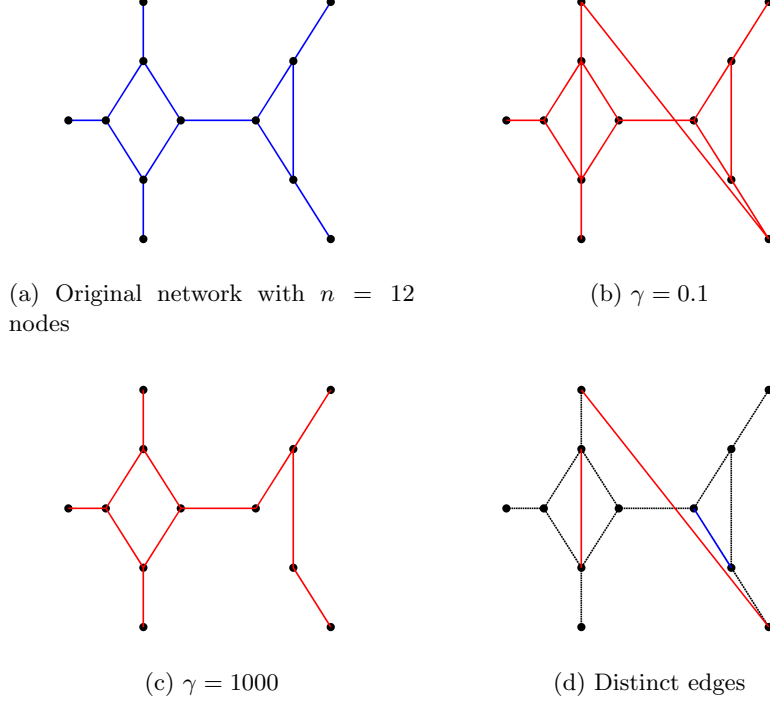 (a) Original network with n = 12
nodes
(b) γ = 0.1
(c) γ = 1000
(d) Distinct edges